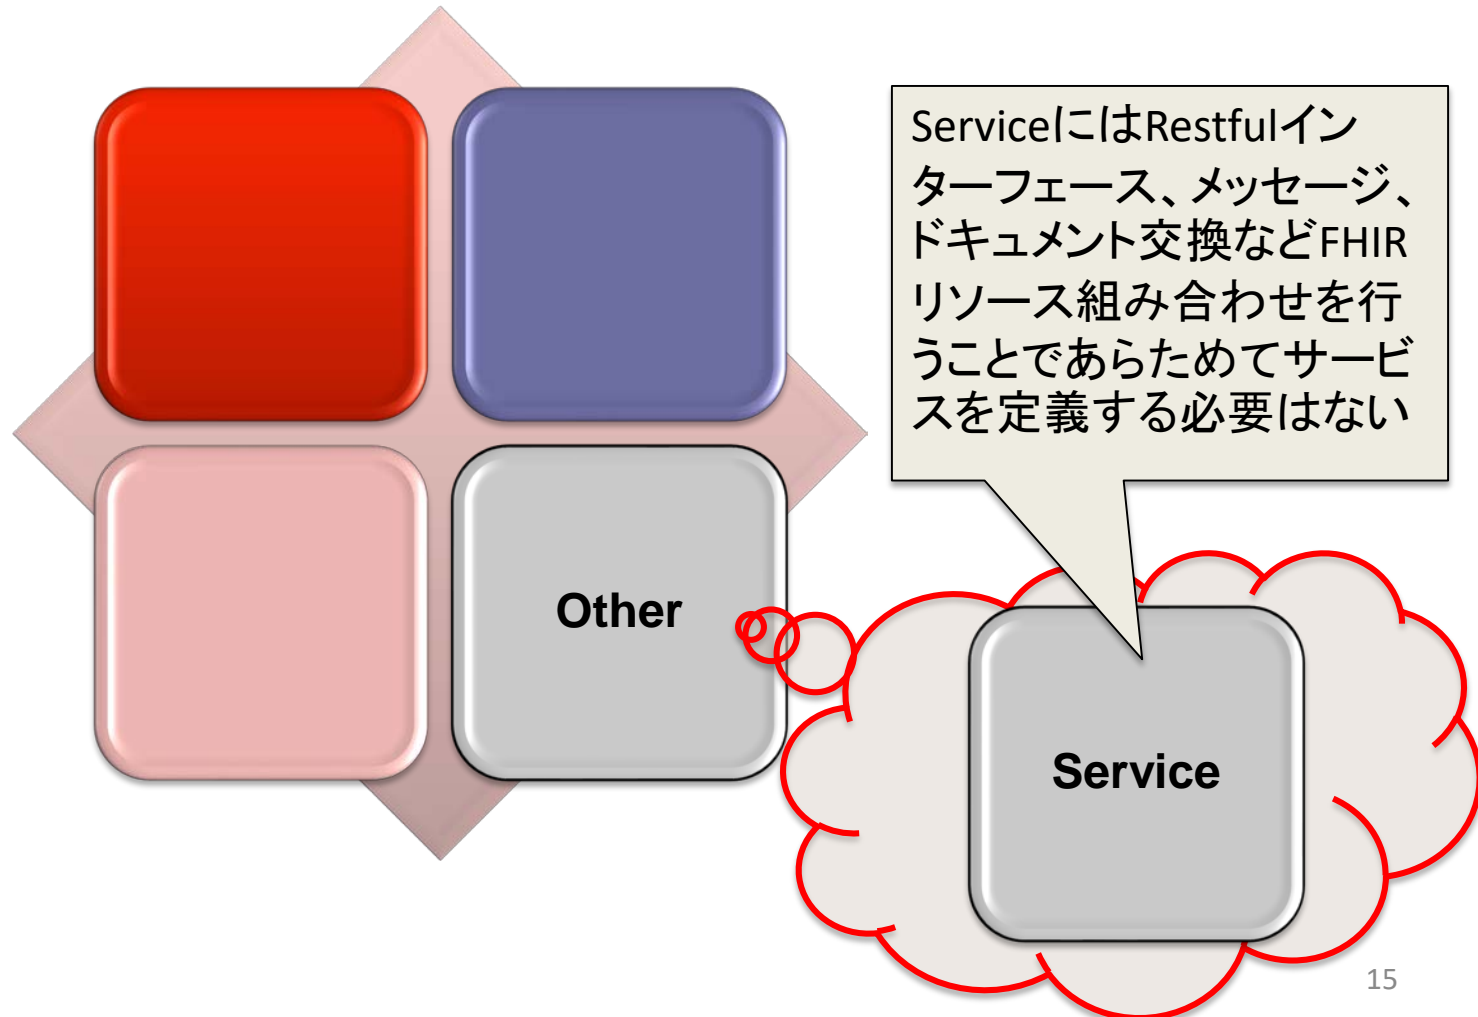 ServiceにはRestfulイン
ターフェース、メッセージ、
ドキュメント交換などFHIR
リソース組み合わせを行
うことであらためてサービ
スを定義する必要はない
Other
Service
15